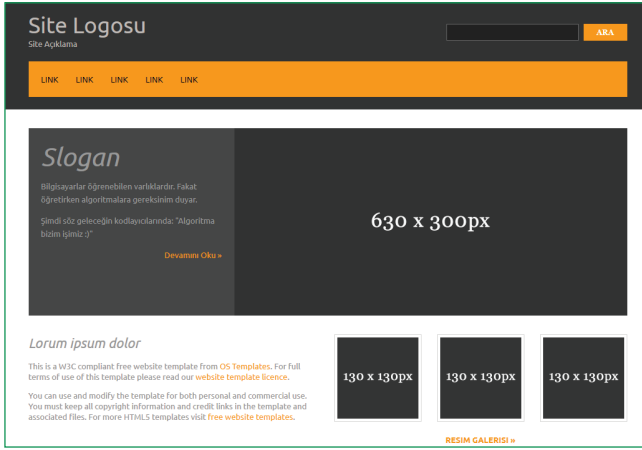 Site Logosu
Site Açıklama
ARA
LINK LINK LINK LINK LINK
Slogan
Bilgisayarlar öğrenebilen varlıklardır. Fakat
öğretirken algoritmalara gereksinim duyar.
Şimdi söz geleceğin kodlayıcılarında: "Algoritma
bizim işimiz :)"
Devamını Oku »
630 x 300px
Lorum ipsum dolor
This is a W3C compliant free website template from OS Templates. For full
terms of use of this template please read our website template licence.
You can use and modify the template for both personal and commercial use.
You must keep all copyright information and credit links in the template and
associated files. For more HTML5 templates visit free website templates.
130 x 130px
130 x 130px
130 x 130px
RESIM GALERISI »